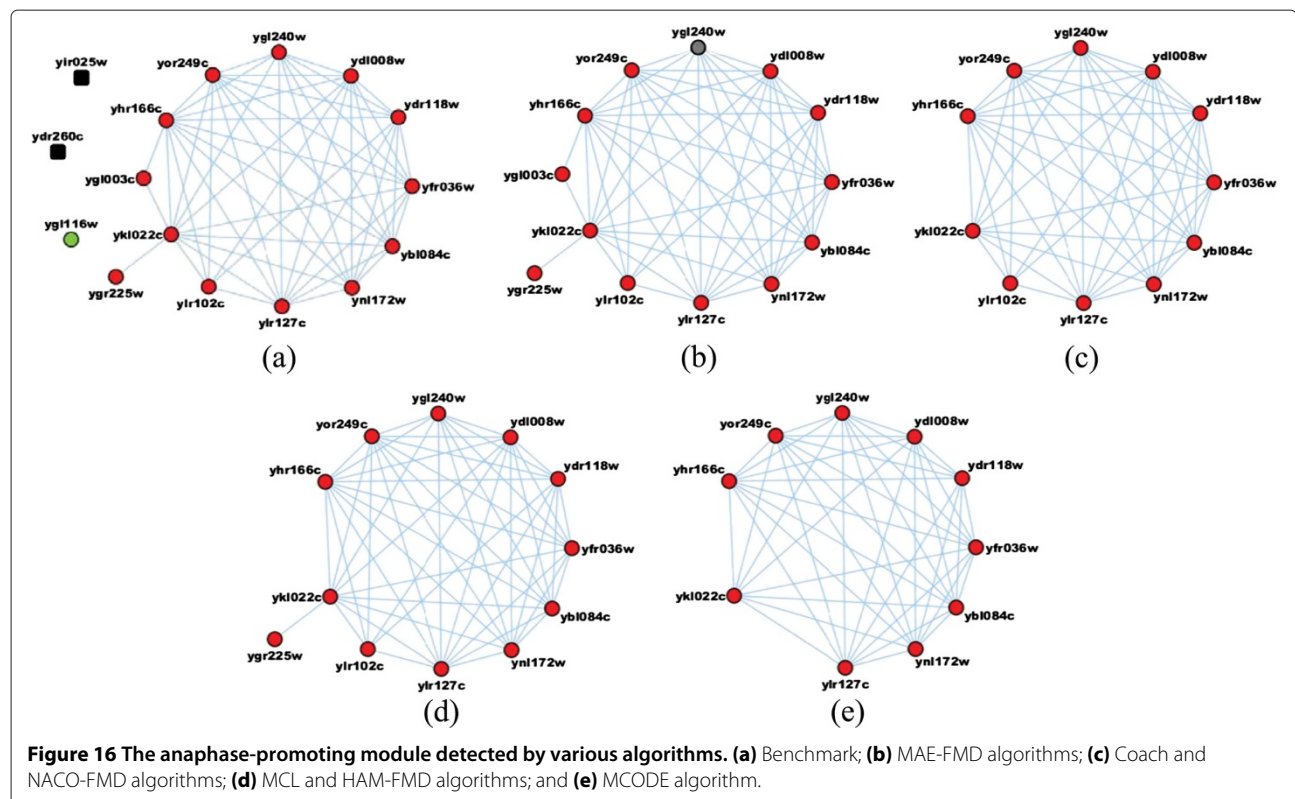 ygl240w
yor249c
ydl008w
yir025w
yhr166c
ydr118w
ydr260c
ygl003c
yfr036w
ygl116w
ykl022c
ybl084c
ygr225w
ylr102c
ynl172w
ylr127c
(a)
ygl240w
yor249c
ydl008w
yhr166c
ydr118w
ygl003c
yfr036w
ykl022c
ybl084c
ygr225w
ylr102c
ynl172w
ylr127c
(b)
ygl240w
yor249c
ydl008w
yhr166c
ydr118w
yfr036w
ykl022c
ybl084c
ylr102c
ynl172w
ylr127c
(c)
ygl240w
yor249c
ydl008w
yhr166c
ydr118w
yfr036w
ykl022c
ybl084c
ygr225w
ylr102c
ynl172w
ylr127c
(d)
ygl240w
yor249c
ydl008w
yhr166c
ydr118w
yfr036w
ykl022c
ybl084c
ynl172w
ylr127c
(e)
Figure 16 The anaphase-promoting module detected by various algorithms. (a) Benchmark; (b) MAE-FMD algorithms; (c) Coach and
NACO-FMD algorithms; (d) MCL and HAM-FMD algorithms; and (e) MCODE algorithm.